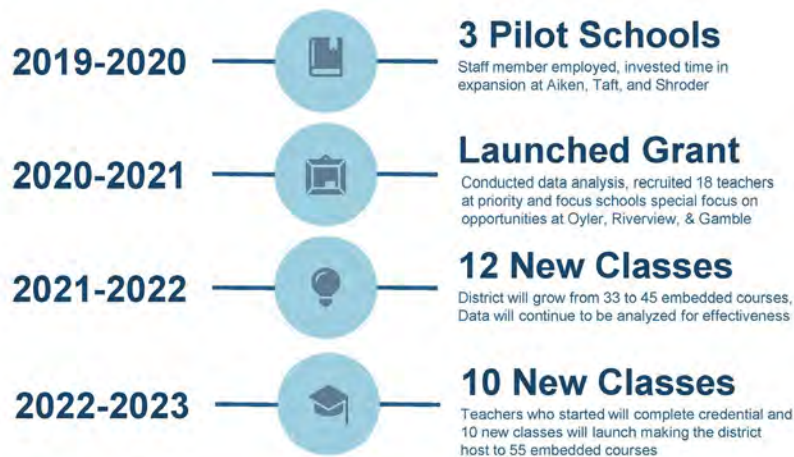 2019-2020
3 Pilot Schools
Staff member employed, invested time in
expansion at Aiken, Taft, and Shroder
2020-2021
Launched Grant
Conducted data analysis, recruited 18 teachers
at priority and focus schools special focus on
opportunities at Oyler, Riverview, & Gamble
2021-2022
12 New Classes
District will grow from 33 to 45 embedded courses,
Data will continue to be analyzed for effectiveness
2022-2023
10 New Classes
Teachers who started will complete credential and
10 new classes will launch making the district
host to 55 embedded courses